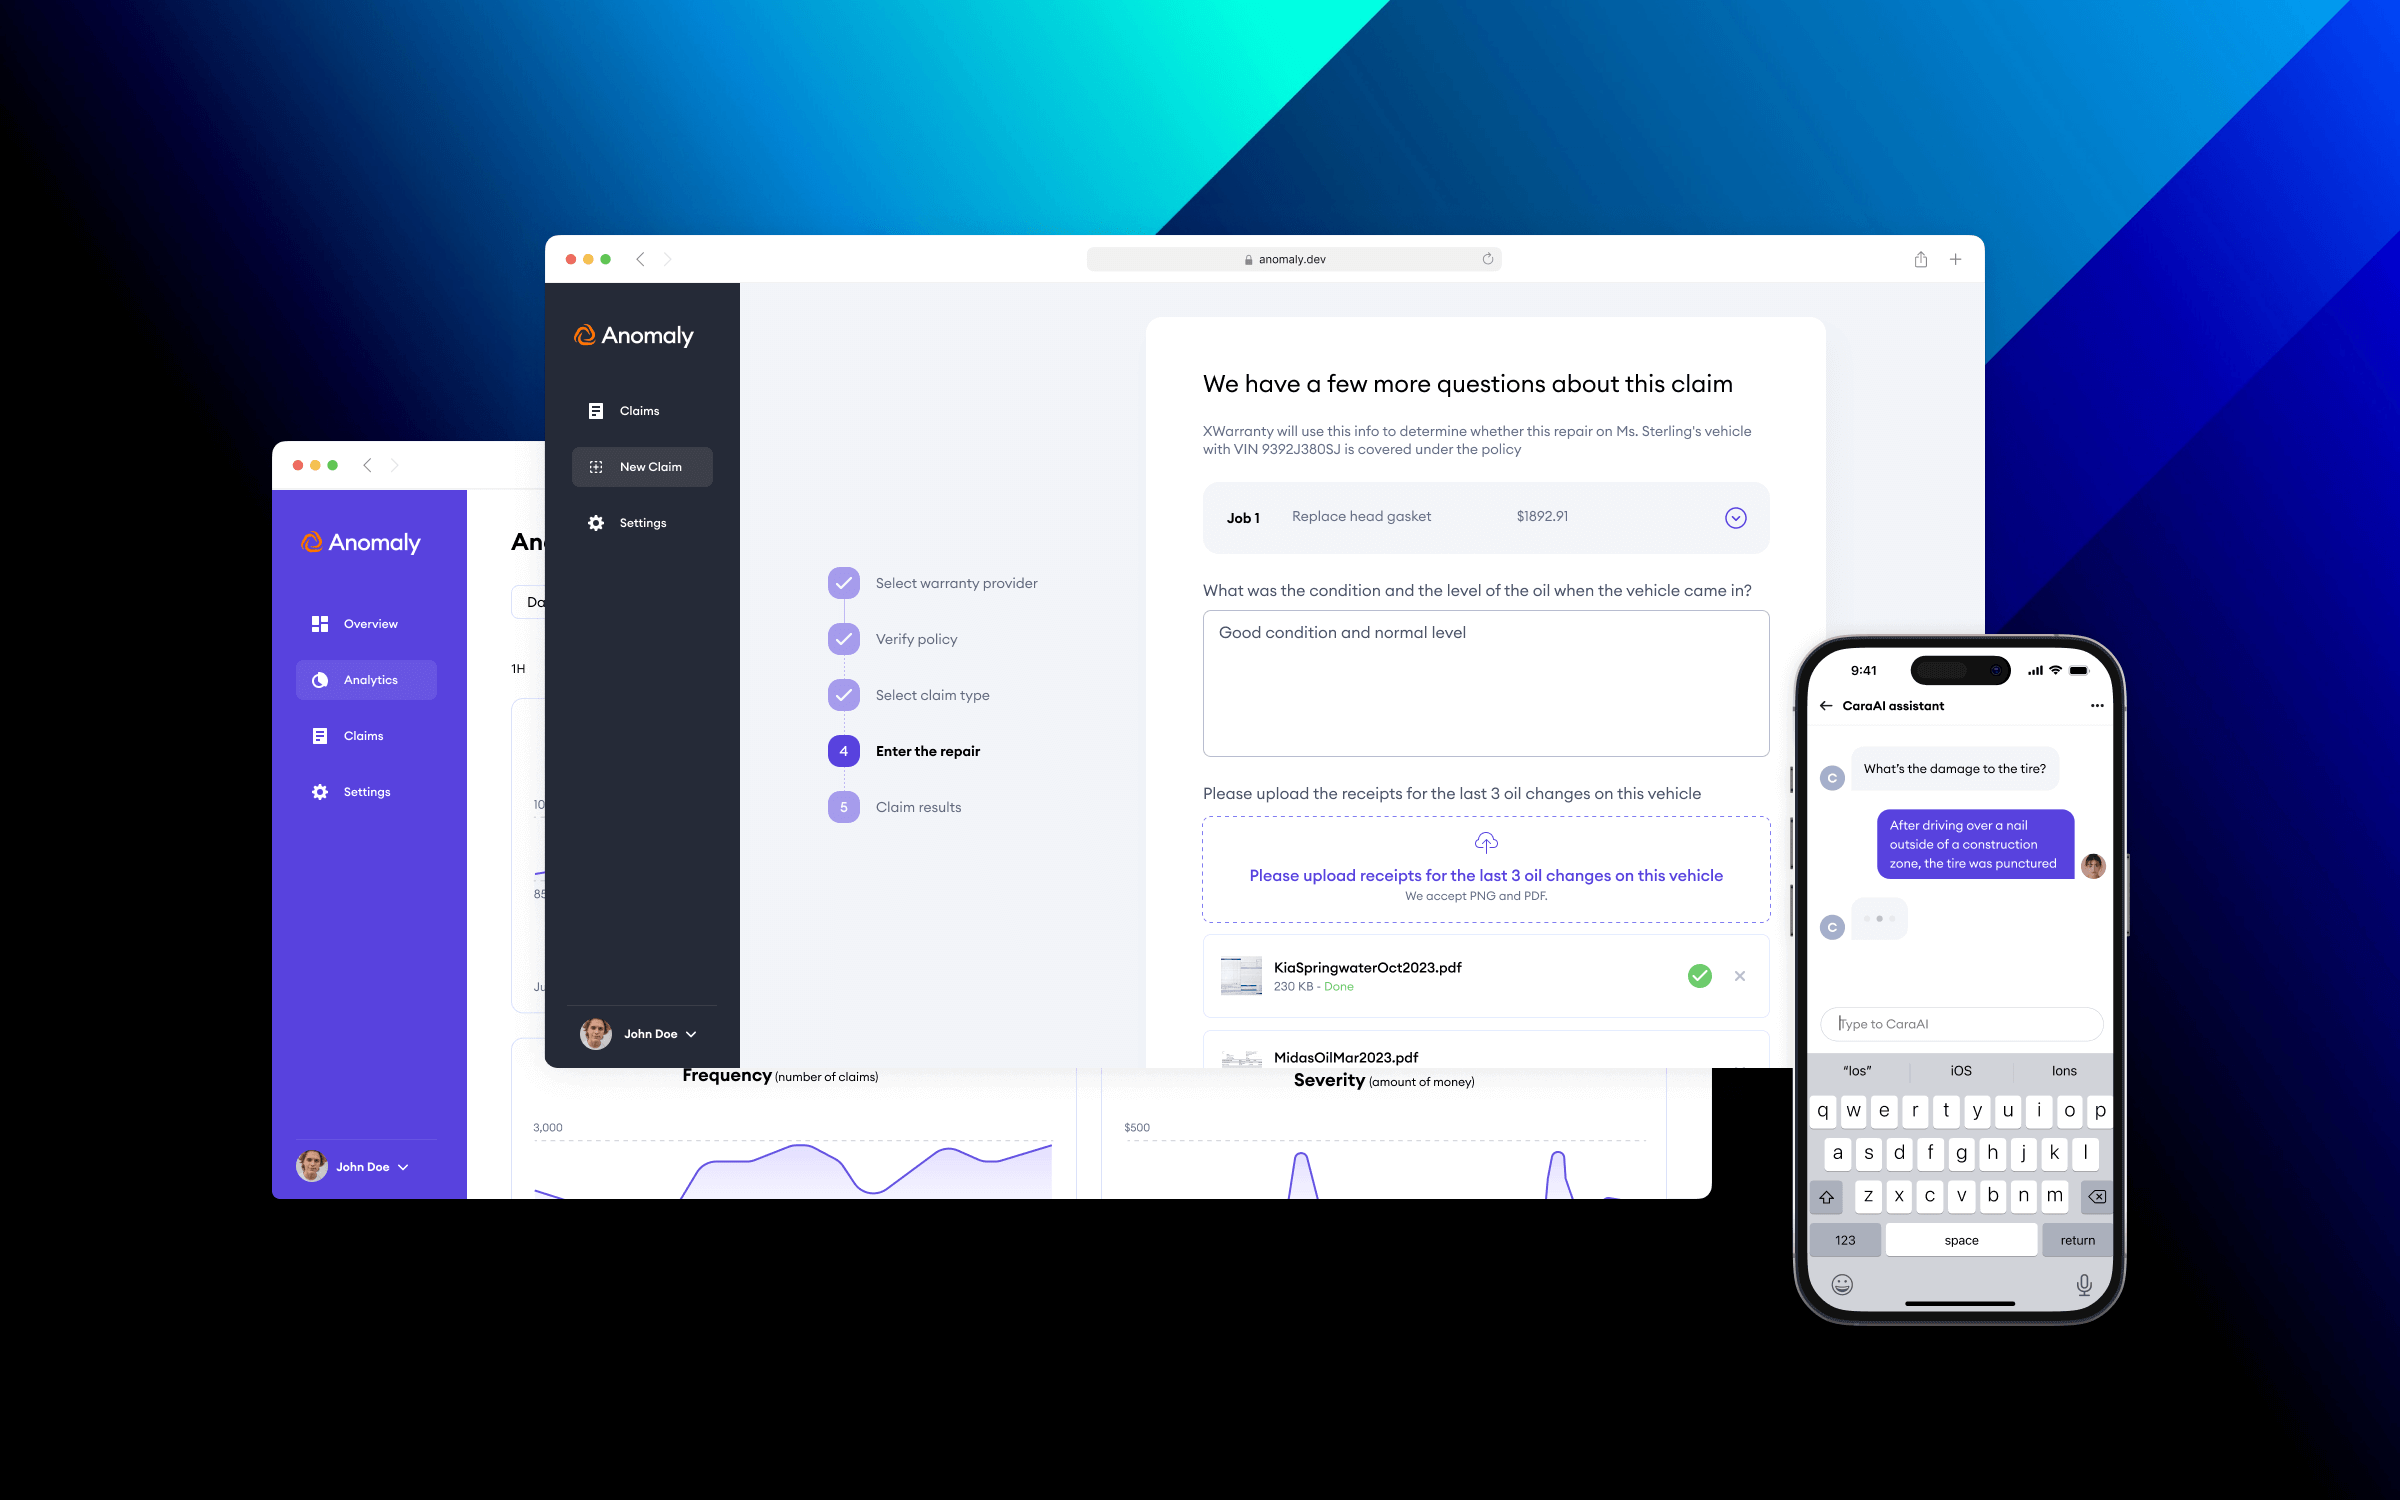 anomaly.dev
Anomaly
Claims
New Claim
Settings
John Doe
Select warranty provider
Verify policy
Select claim type
4
Enter the repair
5
Claim results
We have a few more questions about this claim
XWarranty will use this info to determine whether this repair on Ms. Sterling's vehicle
with VIN 9392J380SJ is covered under the policy
Job 1 Replace head gasket $1892.91
What was the condition and the level of the oil when the vehicle came in?
Good condition and normal level
Please upload the receipts for the last 3 oil changes on this vehicle
Please upload receipts for the last 3 oil changes on this vehicle
We accept PNG and PDF.
KiaSpringwaterOct2023.pdf
230 KB - Done
MidasOilMar2023.pdf
Anomaly
Overview
Analytics
Claims
Settings
John Doe
1H
Frequency (number of claims)
3,000
Severity (amount of money)
$500
9:41
CaraAI assistant
C
What's the damage to the tire?
After driving over a nail
outside of a construction
zone, the tire was punctured
C
Type to CaraAI
"Ios" iOS Ions
q w e r t y u i o p
a s d f g h j k l
z x c v b n m
123 space return